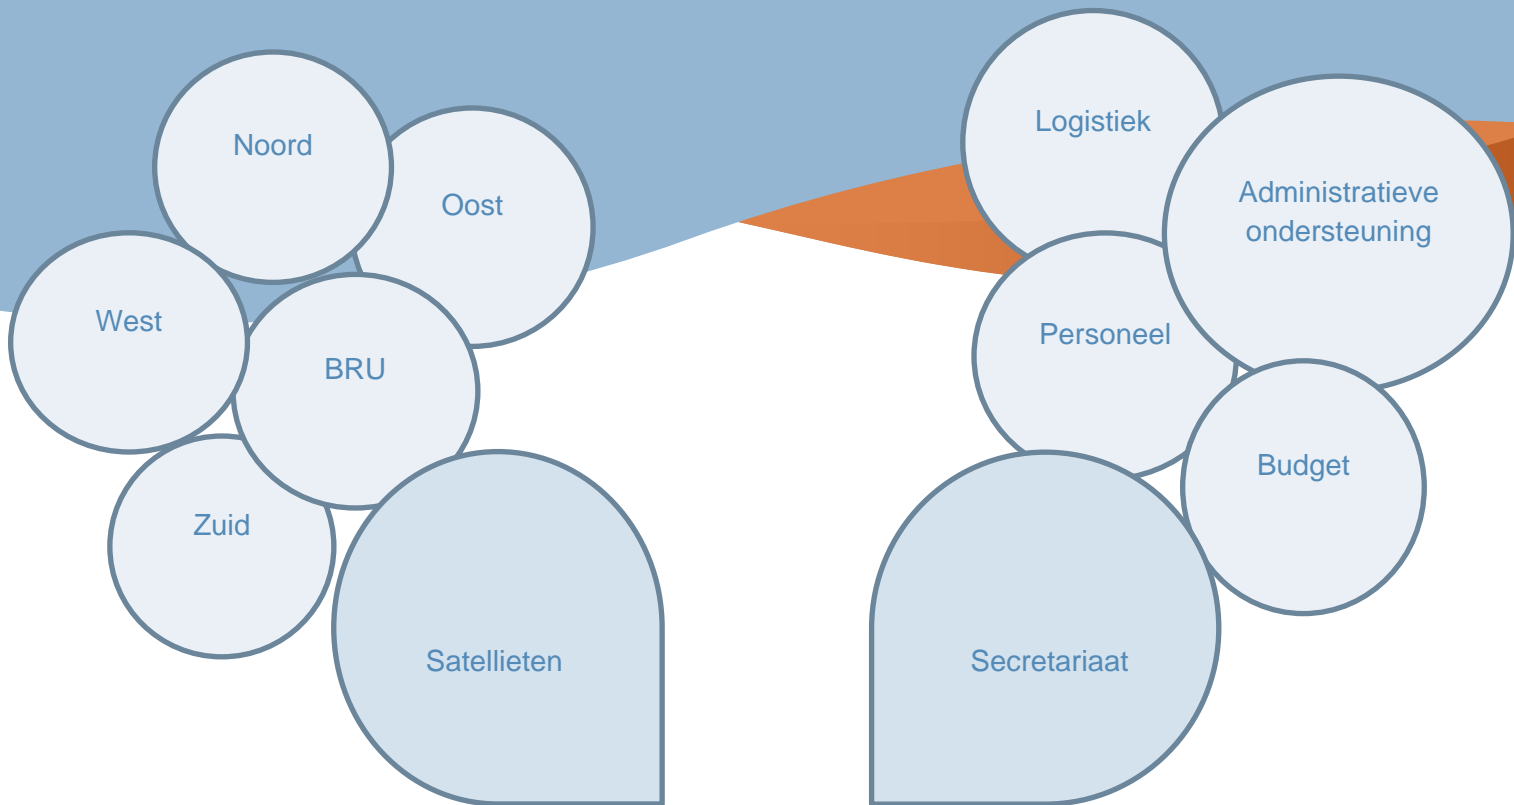 Noord
Oost
West
BRU
Zuid
Satellieten
Logistiek
Administratieve
ondersteuning
Personeel
Budget
Secretariaat